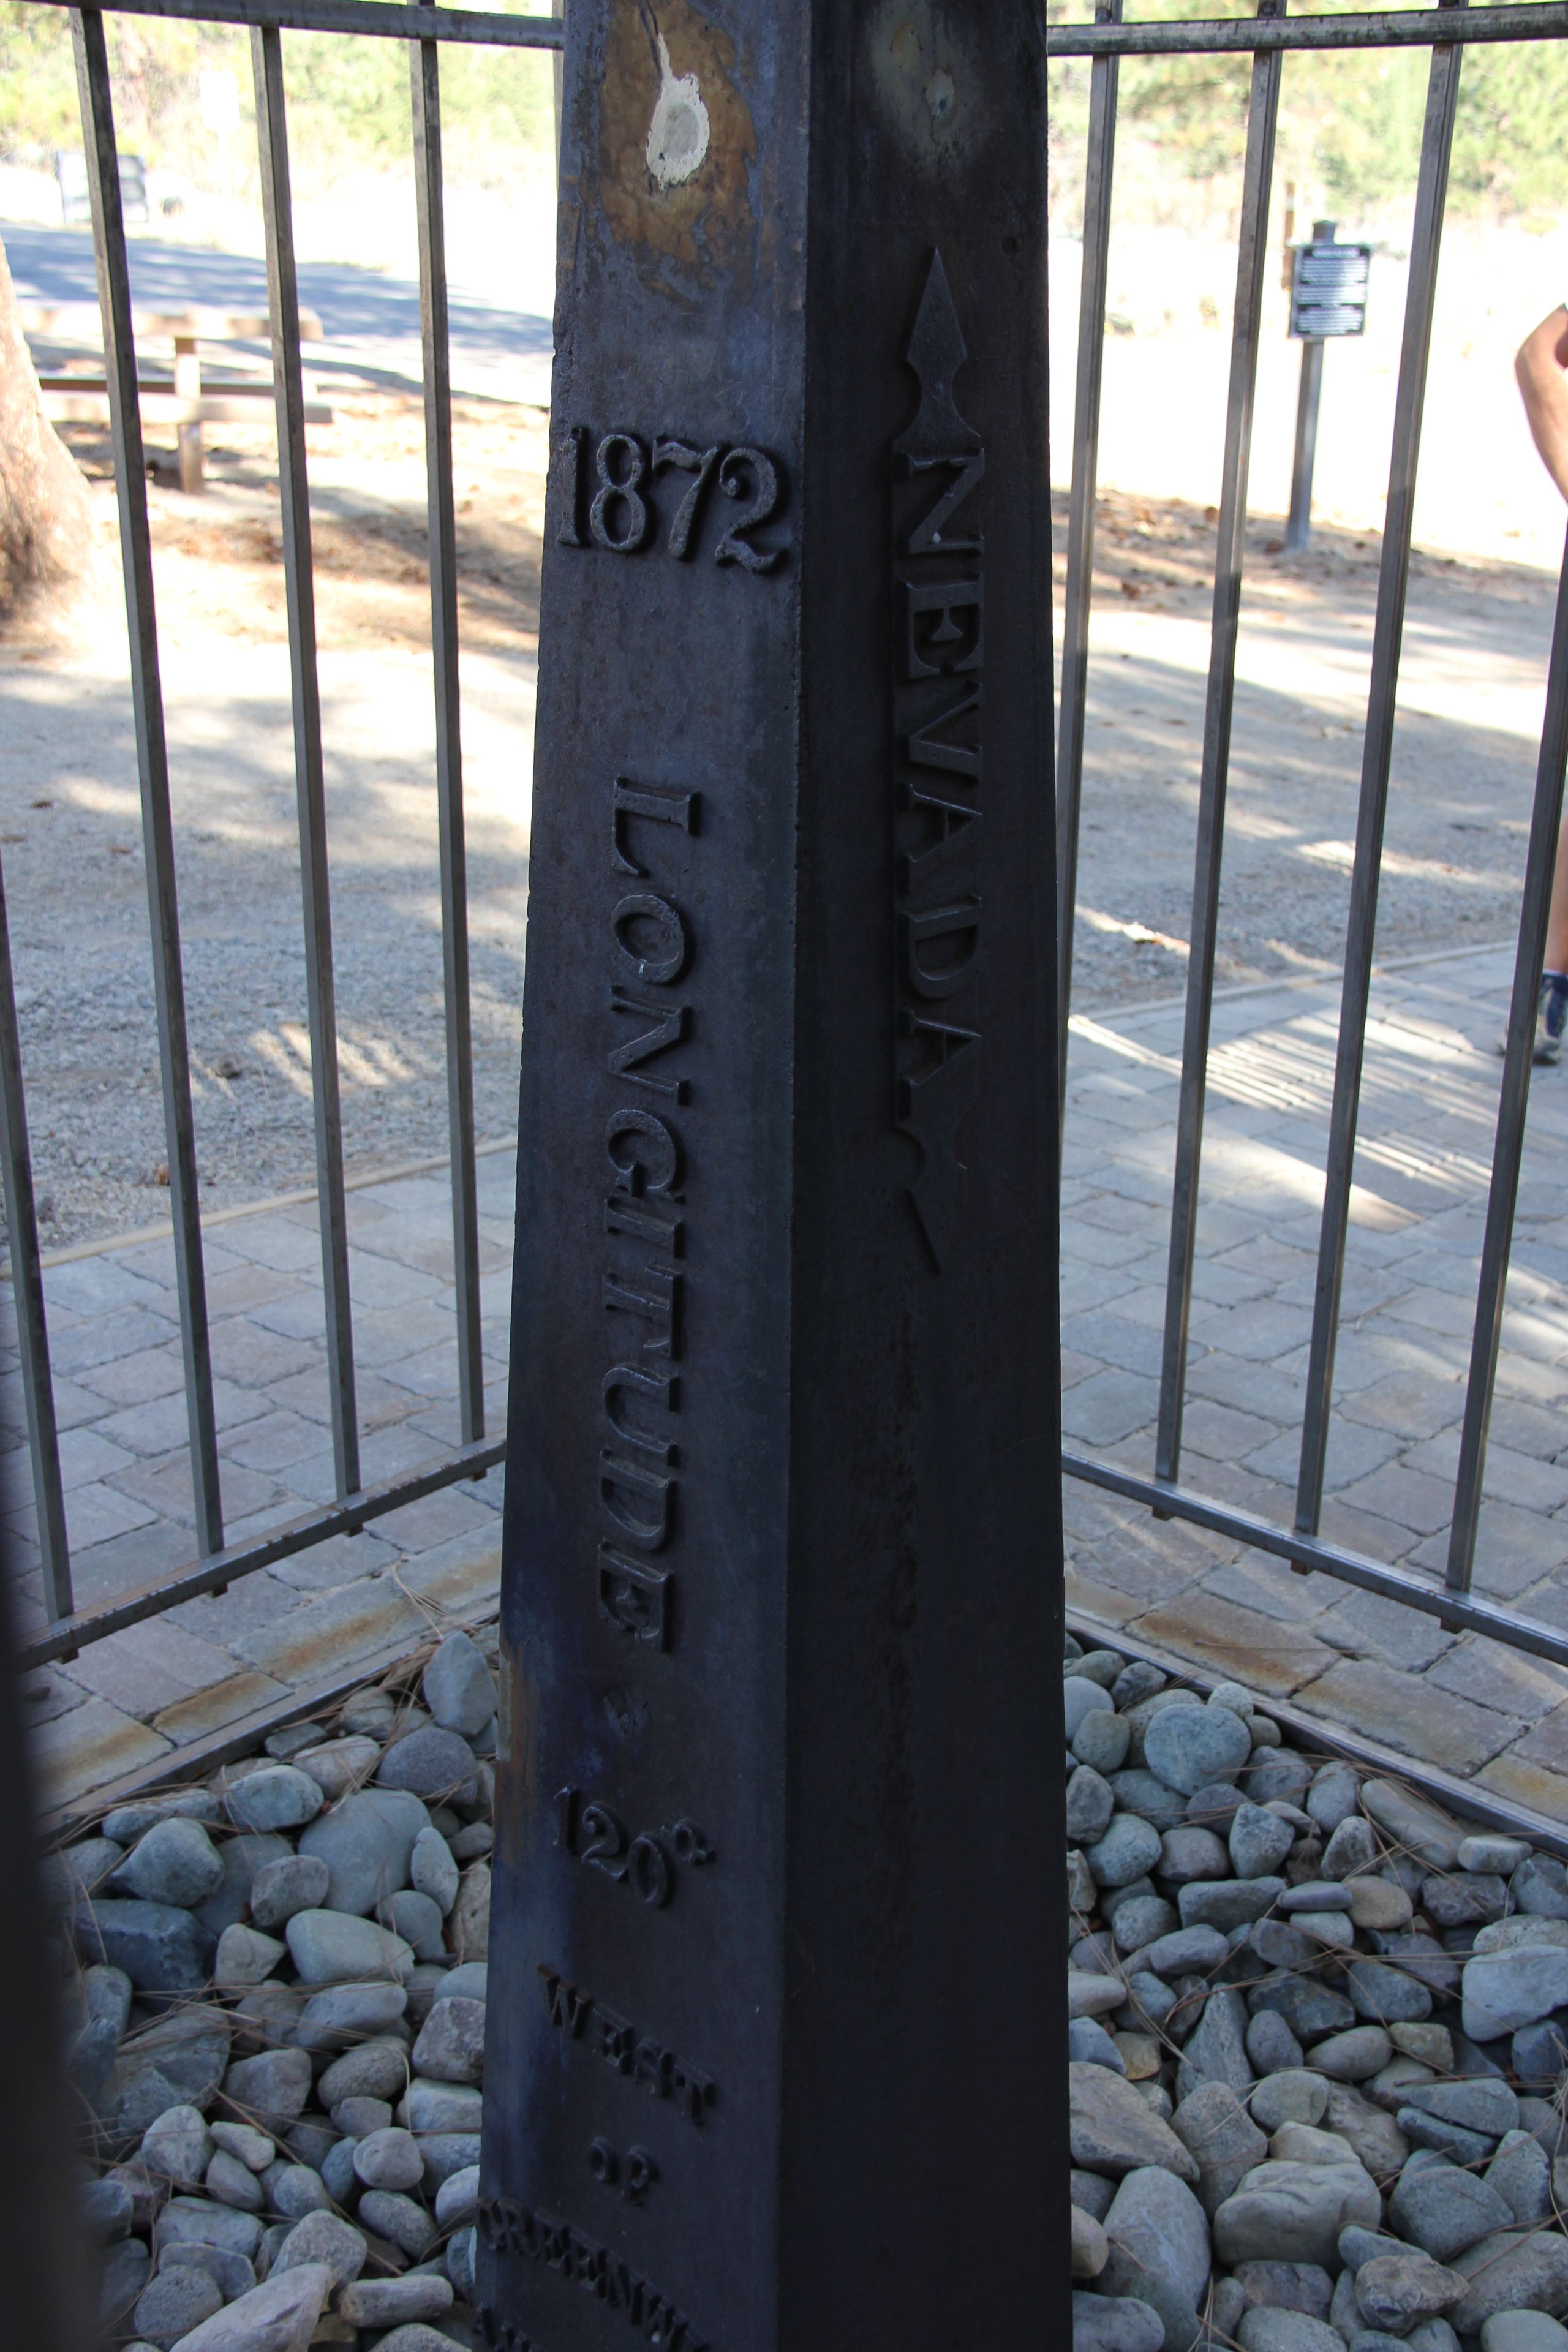 1872
LONGITUDE
120°
WEST
OF
NEVADA